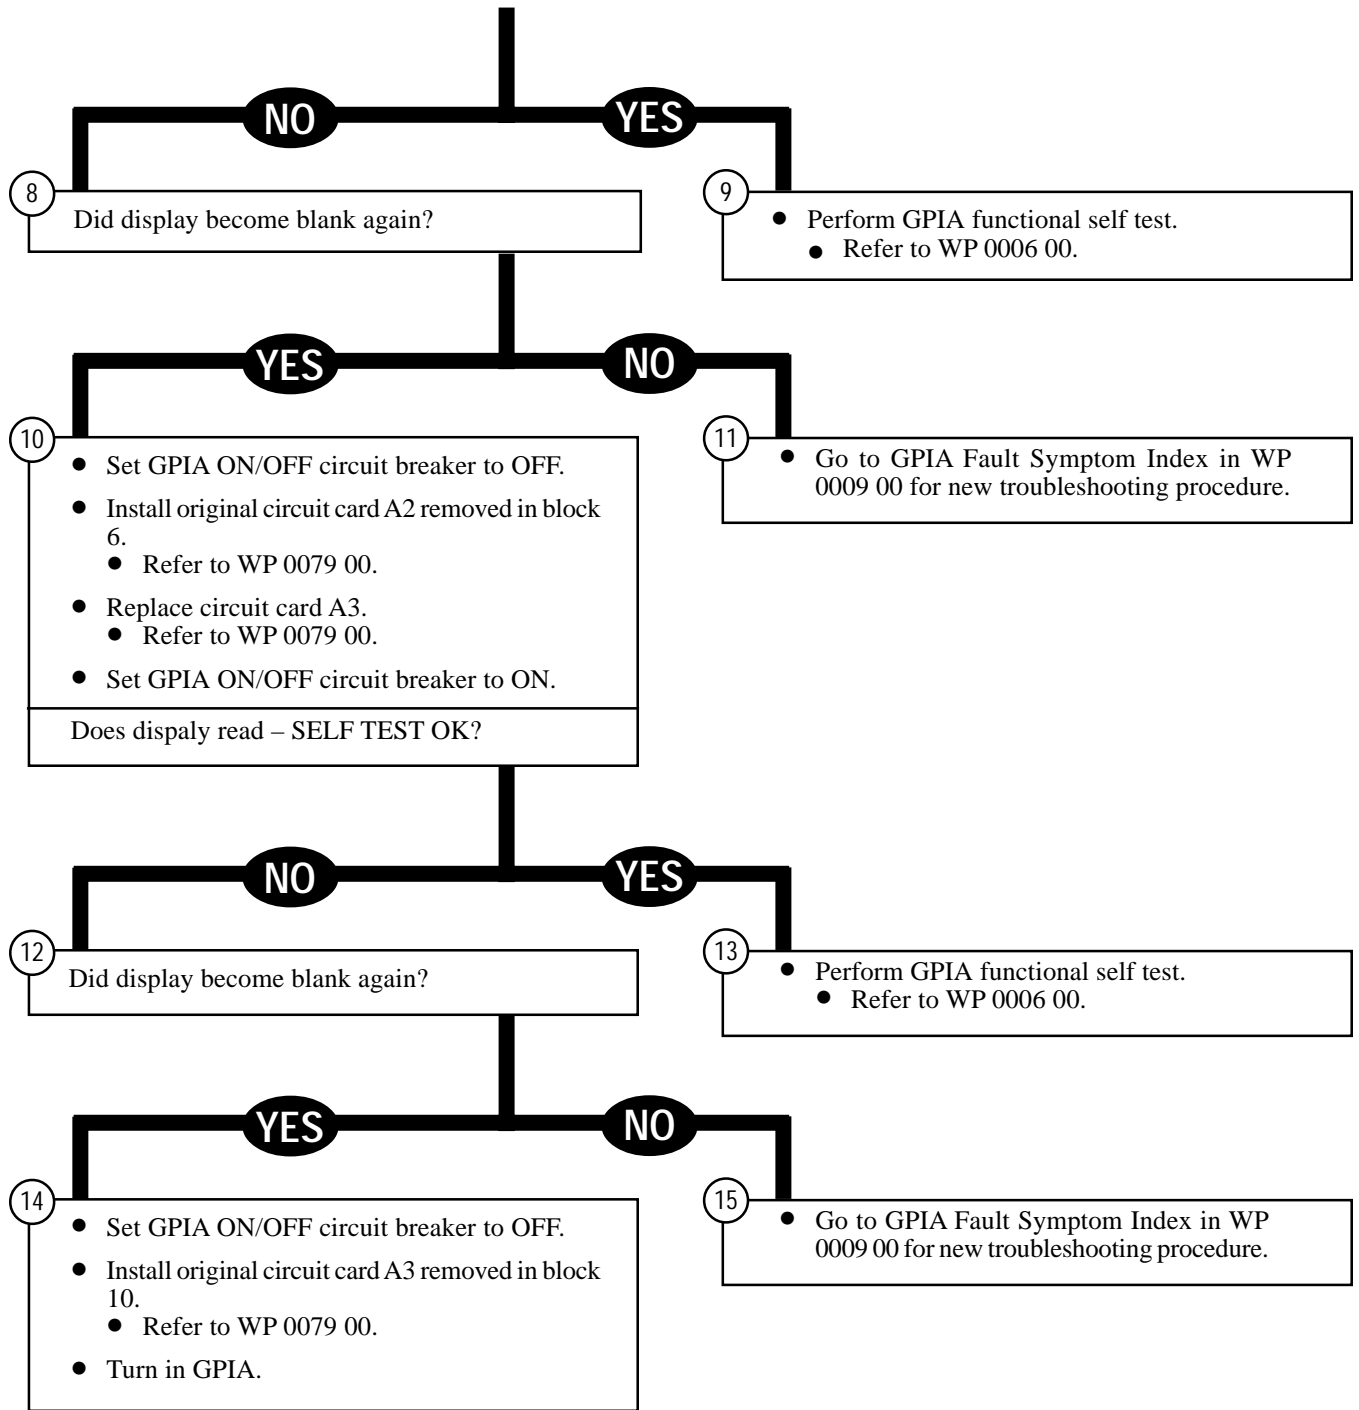 NO
YES
8
Did display become blank again?
9
● Perform GPIA functional self test.
● Refer to WP 0006 00.
YES
NO
10
● Set GPIA ON/OFF circuit breaker to OFF.
● Install original circuit card A2 removed in block
6.
● Refer to WP 0079 00.
● Replace circuit card A3.
● Refer to WP 0079 00.
● Set GPIA ON/OFF circuit breaker to ON.
Does dispaly read – SELF TEST OK?
11
● Go to GPIA Fault Symptom Index in WP
0009 00 for new troubleshooting procedure.
NO
YES
12
Did display become blank again?
13
● Perform GPIA functional self test.
● Refer to WP 0006 00.
YES
NO
14
● Set GPIA ON/OFF circuit breaker to OFF.
● Install original circuit card A3 removed in block
10.
● Refer to WP 0079 00.
● Turn in GPIA.
15
● Go to GPIA Fault Symptom Index in WP
0009 00 for new troubleshooting procedure.